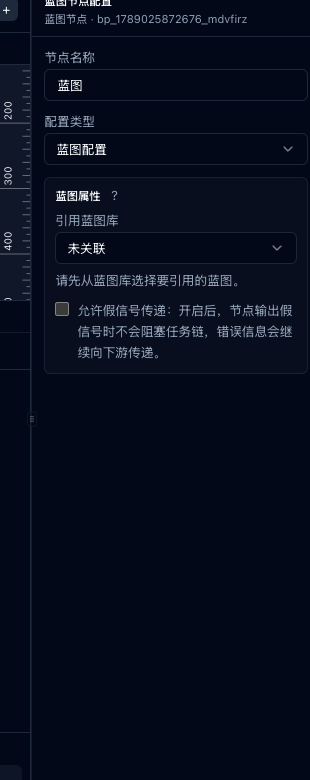 +
蓝图节点配置
蓝图节点 · bp_1789025872676_mdvfirz
节点名称
蓝图
配置类型
蓝图配置
200
300
400
蓝图属性 ?
引用蓝图库
未关联
请先从蓝图库选择要引用的蓝图。
允许假信号传递：开启后，节点输出假
信号时不会阻塞任务链，错误信息会继
续向下游传递。